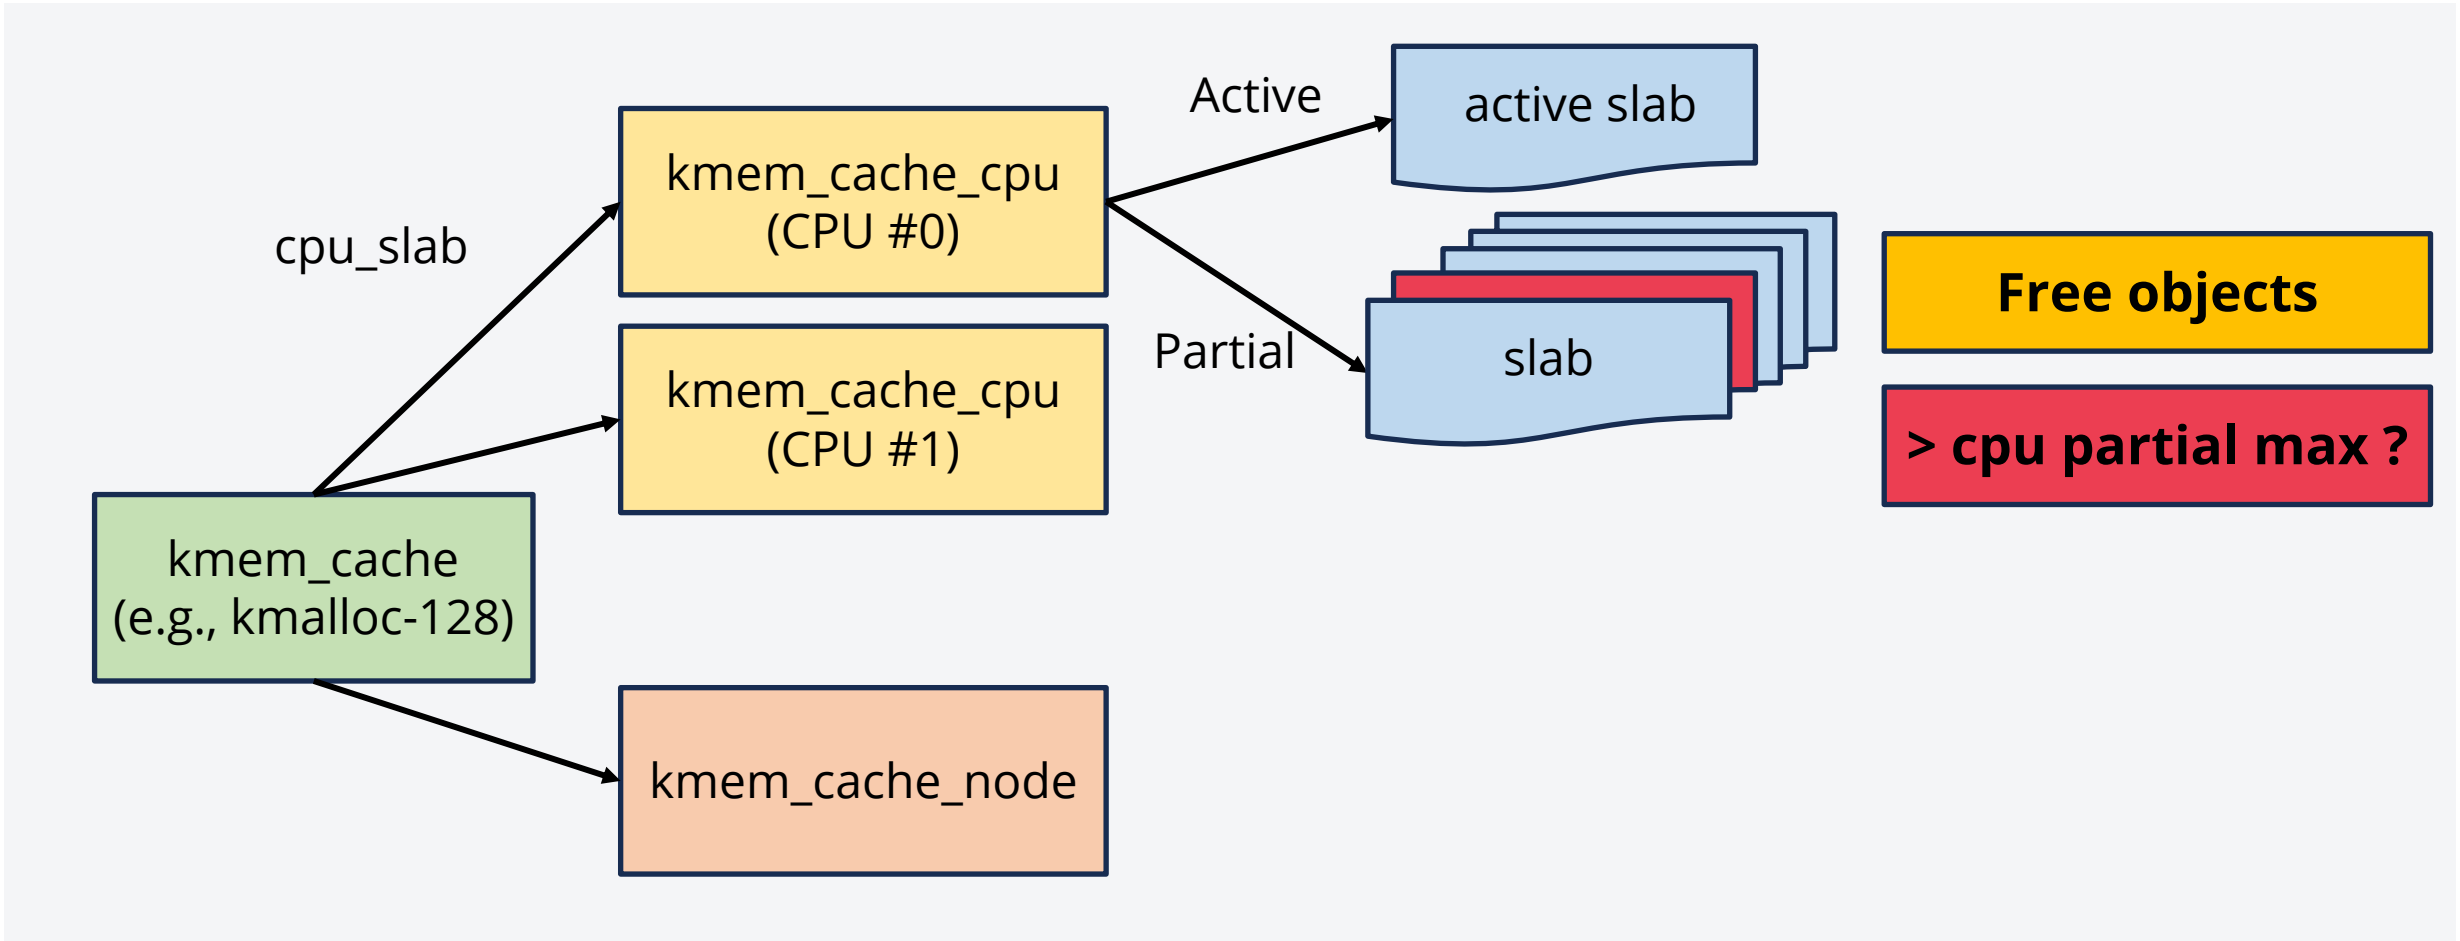 Active
active slab
kmem_cache_cpu
(CPU #0)
cpu_slab
Free objects
Partial
slab
kmem_cache_cpu
(CPU #1)
> cpu partial max ?
kmem_cache
(e.g., kmalloc-128)
kmem_cache_node